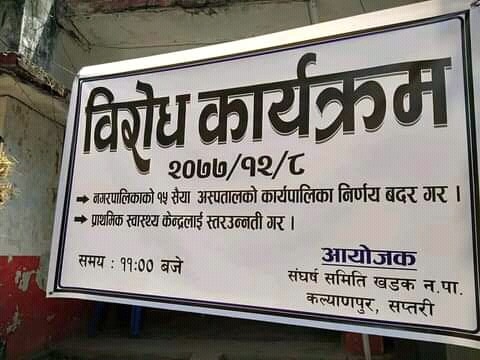 विरोध कार्यक्रम
२०७७/१२/८
➔ नगरपालिकाको १५ सैया अस्पतालको कार्यपालिका निर्णय बदर गर ।
➔ प्राथमिक स्वास्थ्य केन्द्रलाई स्तरउन्नती गर ।
समय : ११:०० बजे
आयोजक
संघर्ष समिति खडक न.पा.
कल्याणपुर, सप्तरी